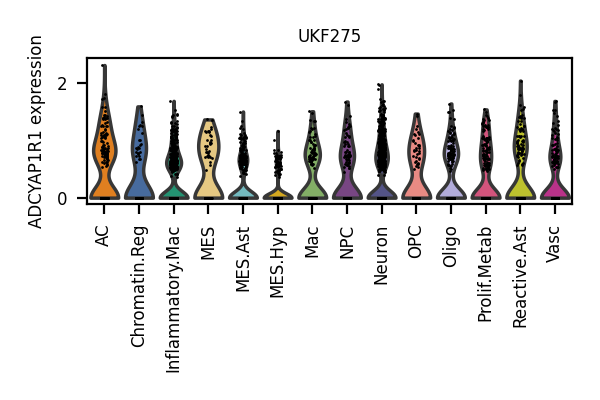 UKF275
ADCYAP1R1 expression
2
0
AC
Chromatin.Reg
Inflammatory.Mac
MES
MES.Ast
MES.Hyp
Mac
NPC
Neuron
OPC
Oligo
Prolif.Metab
Reactive.Ast
Vasc